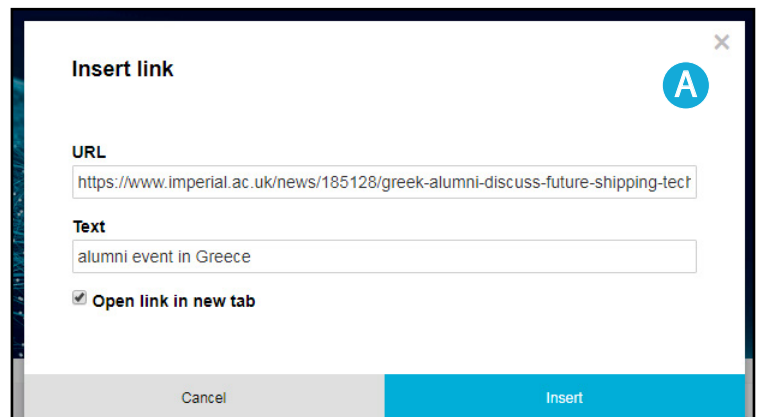 ×
Insert link
A
URL
https://www.imperial.ac.uk/news/185128/greek-alumni-discuss-future-shipping-tech
Text
alumni event in Greece
Open link in new tab
Cancel Insert